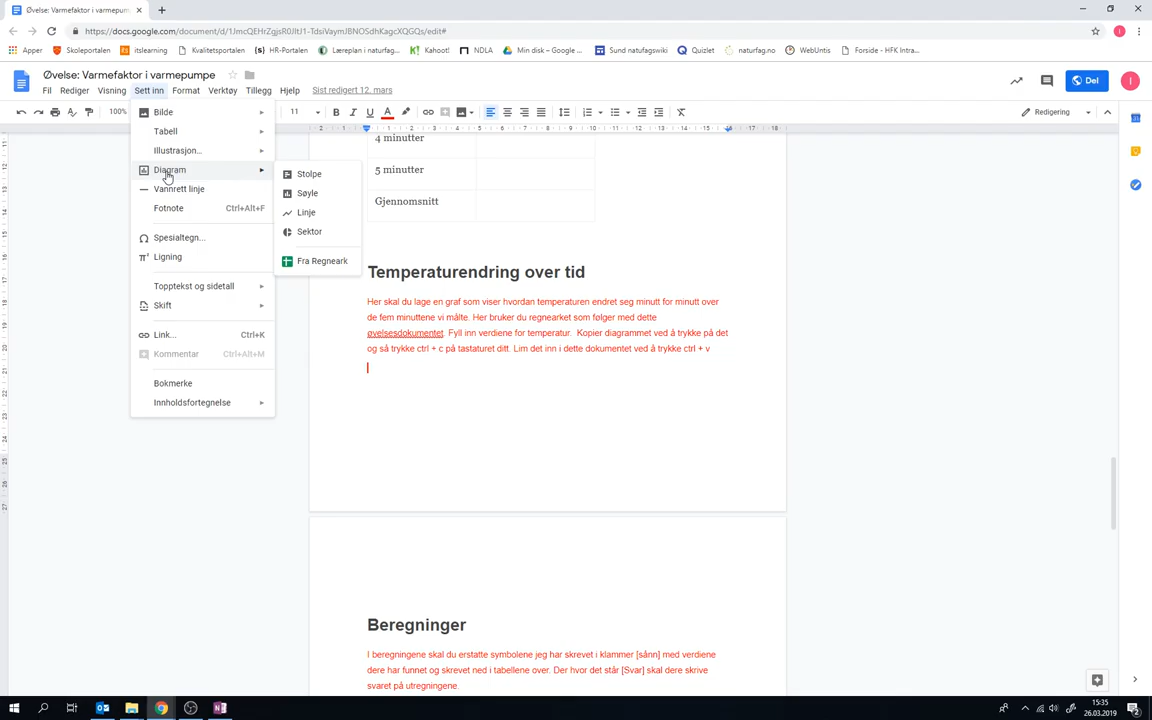 Øvelse: Varmefaktor i varmepum
https://docs.google.com/document/d/1JmcQEHrZgjsR0JItJ1-TdsiVaymJBNOSdhAgcXQGQs/edit#
Apper Skoleportalen itslearning Kvalitetsportalen HR-Portalen Læreplan i naturfag... Kahoot! NDLA Min disk – Google ... Sund natufagswiki Quizlet naturfag.no WebUntis Forside - HFK Intra...
Øvelse: Varmefaktor i varmepumpe
Fil Rediger Visning Sett inn Format Verktøy Tillegg Hjelp Sist redigert 12. mars
Del
100% 11 Redigering
Bilde
Tabell
Illustrasjon...
Diagram
Vannrett linje
Fotnote Ctrl+Alt+F
Spesialtegn...
Ligning
Topptekst og sidetall
Skift
Link... Ctrl+K
Kommentar Ctrl+Alt+M
Bokmerke
Innholdsfortegnelse
Stolpe
Søyle
Linje
Sektor
Fra Regneark
4 minutter
5 minutter
Gjennomsnitt
Temperaturendring over tid
Her skal du lage en graf som viser hvordan temperaturen endret seg minutt for minutt over
de fem minuttene vi målte. Her bruker du regnearket som følger med dette
øvelsesdokumentet. Fyll inn verdiene for temperatur. Kopier diagrammet ved å trykke på det
og så trykke ctrl + c på tastaturet ditt. Lim det inn i dette dokumentet ved å trykke ctrl + v
Beregninger
I beregningene skal du erstatte symbolene jeg har skrevet i klammer [sånn] med verdiene
dere har funnet og skrevet ned i tabellene over. Der hvor det står [Svar] skal dere skrive
svaret på utregningene.
15:35
26.03.2019